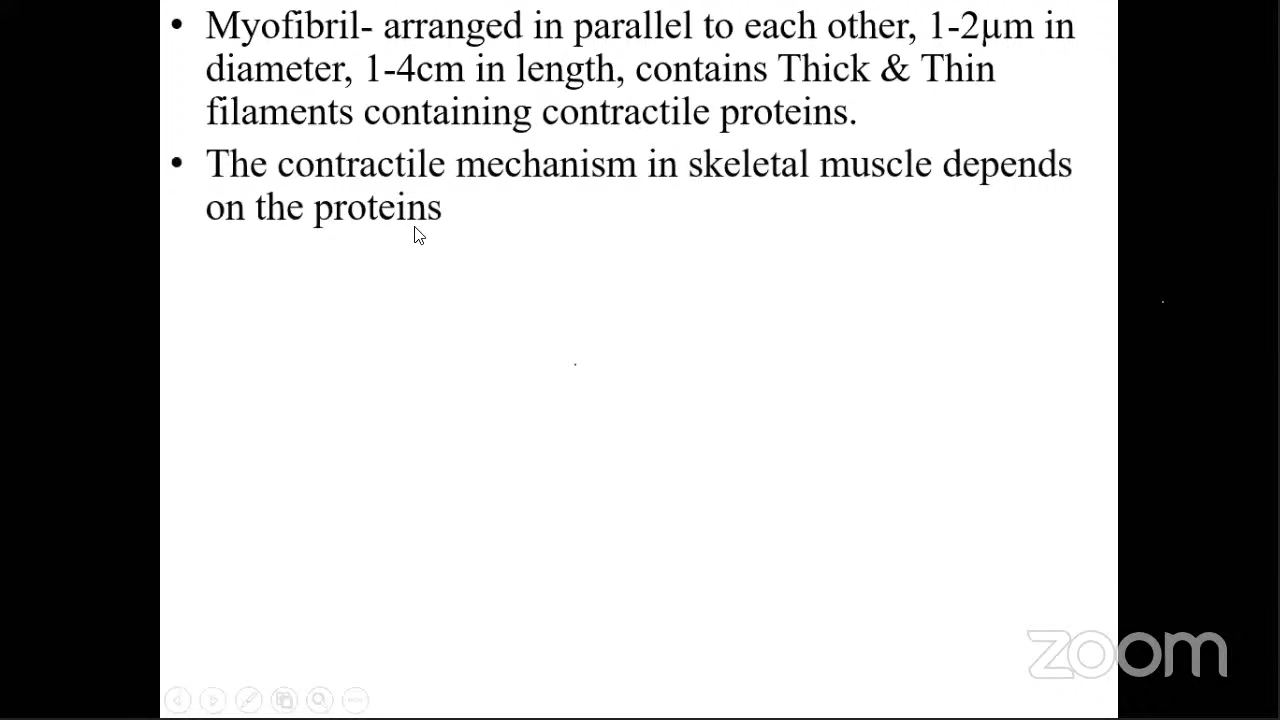 • Myofibril- arranged in parallel to each other, 1-2µm in
diameter, 1-4cm in length, contains Thick & Thin
filaments containing contractile proteins.
• The contractile mechanism in skeletal muscle depends
on the proteins
zoom